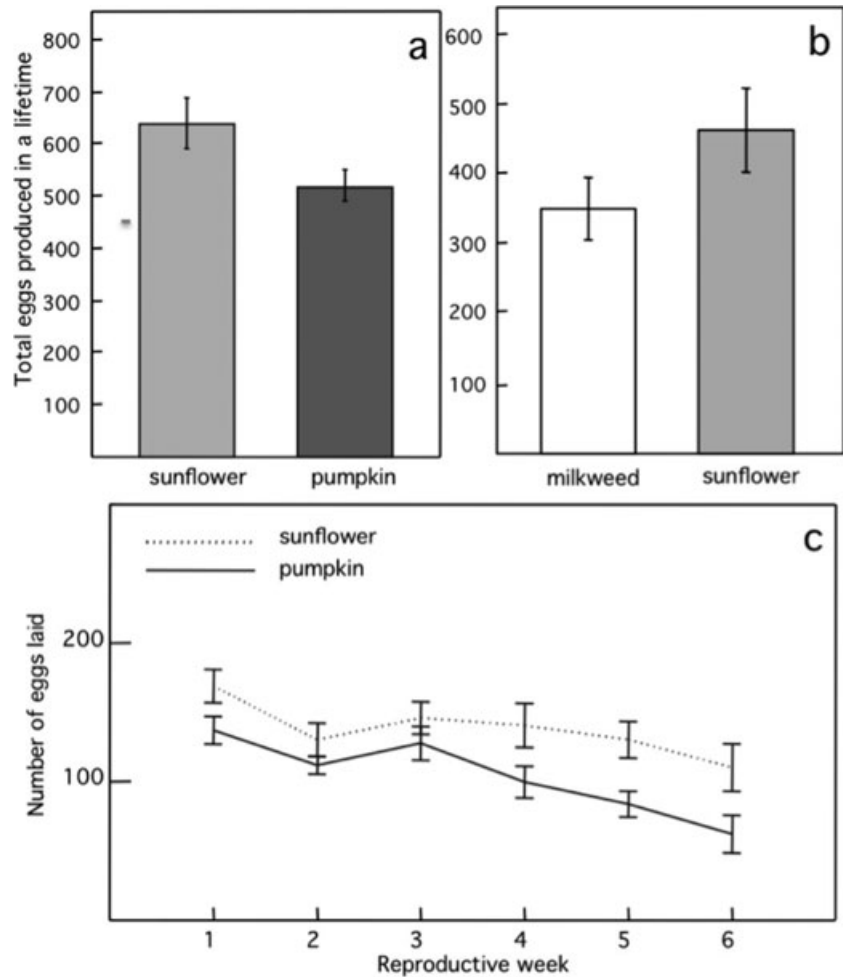 Total eggs produced in a lifetime
800
700
600
500
400
300
200
100
a
sunflower
pumpkin
600
500
400
300
200
100
b
milkweed
sunflower
c
sunflower
pumpkin
Number of eggs laid
200
100
1 2 3 4 5 6
Reproductive week